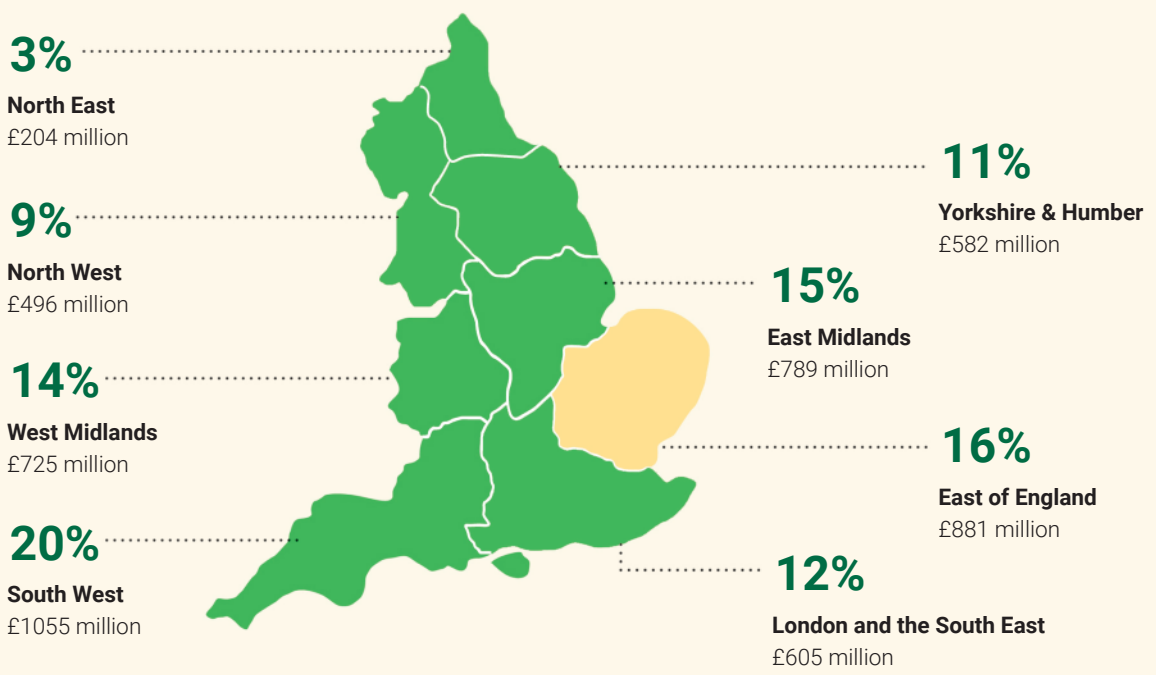 3%
North East
£204 million
9%
North West
£496 million
14%
West Midlands
£725 million
20%
South West
£1055 million
11%
Yorkshire & Humber
£582 million
15%
East Midlands
£789 million
16%
East of England
£881 million
12%
London and the South East
£605 million